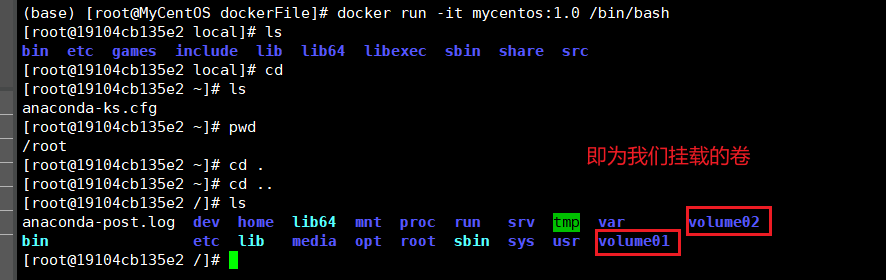 (base) [root@MyCentOS dockerFile]# docker run -it mycentos:1.0 /bin/bash
[root@19104cb135e2 local]# ls
bin etc games include lib lib64 libexec sbin share src
[root@19104cb135e2 local]# cd
[root@19104cb135e2 ~]# ls
anaconda-ks.cfg
[root@19104cb135e2 ~]# pwd
/root
即为我们挂载的卷
[root@19104cb135e2 ~]# cd .
[root@19104cb135e2 ~]# cd ..
[root@19104cb135e2 /]# ls
anaconda-post.log dev home lib64 mnt proc run srv tmp var volume02
bin etc lib media opt root sbin sys usr volume01
[root@19104cb135e2 /]#